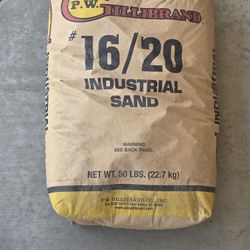 P.W.
GILLIBRAND
# 16/20
INDUSTRIAL
SAND
WARNING
SEE BACK PANEL
NET WT. 50 LBS. (22.7 KG)
P.W. GILLIBRAND CO., INC.